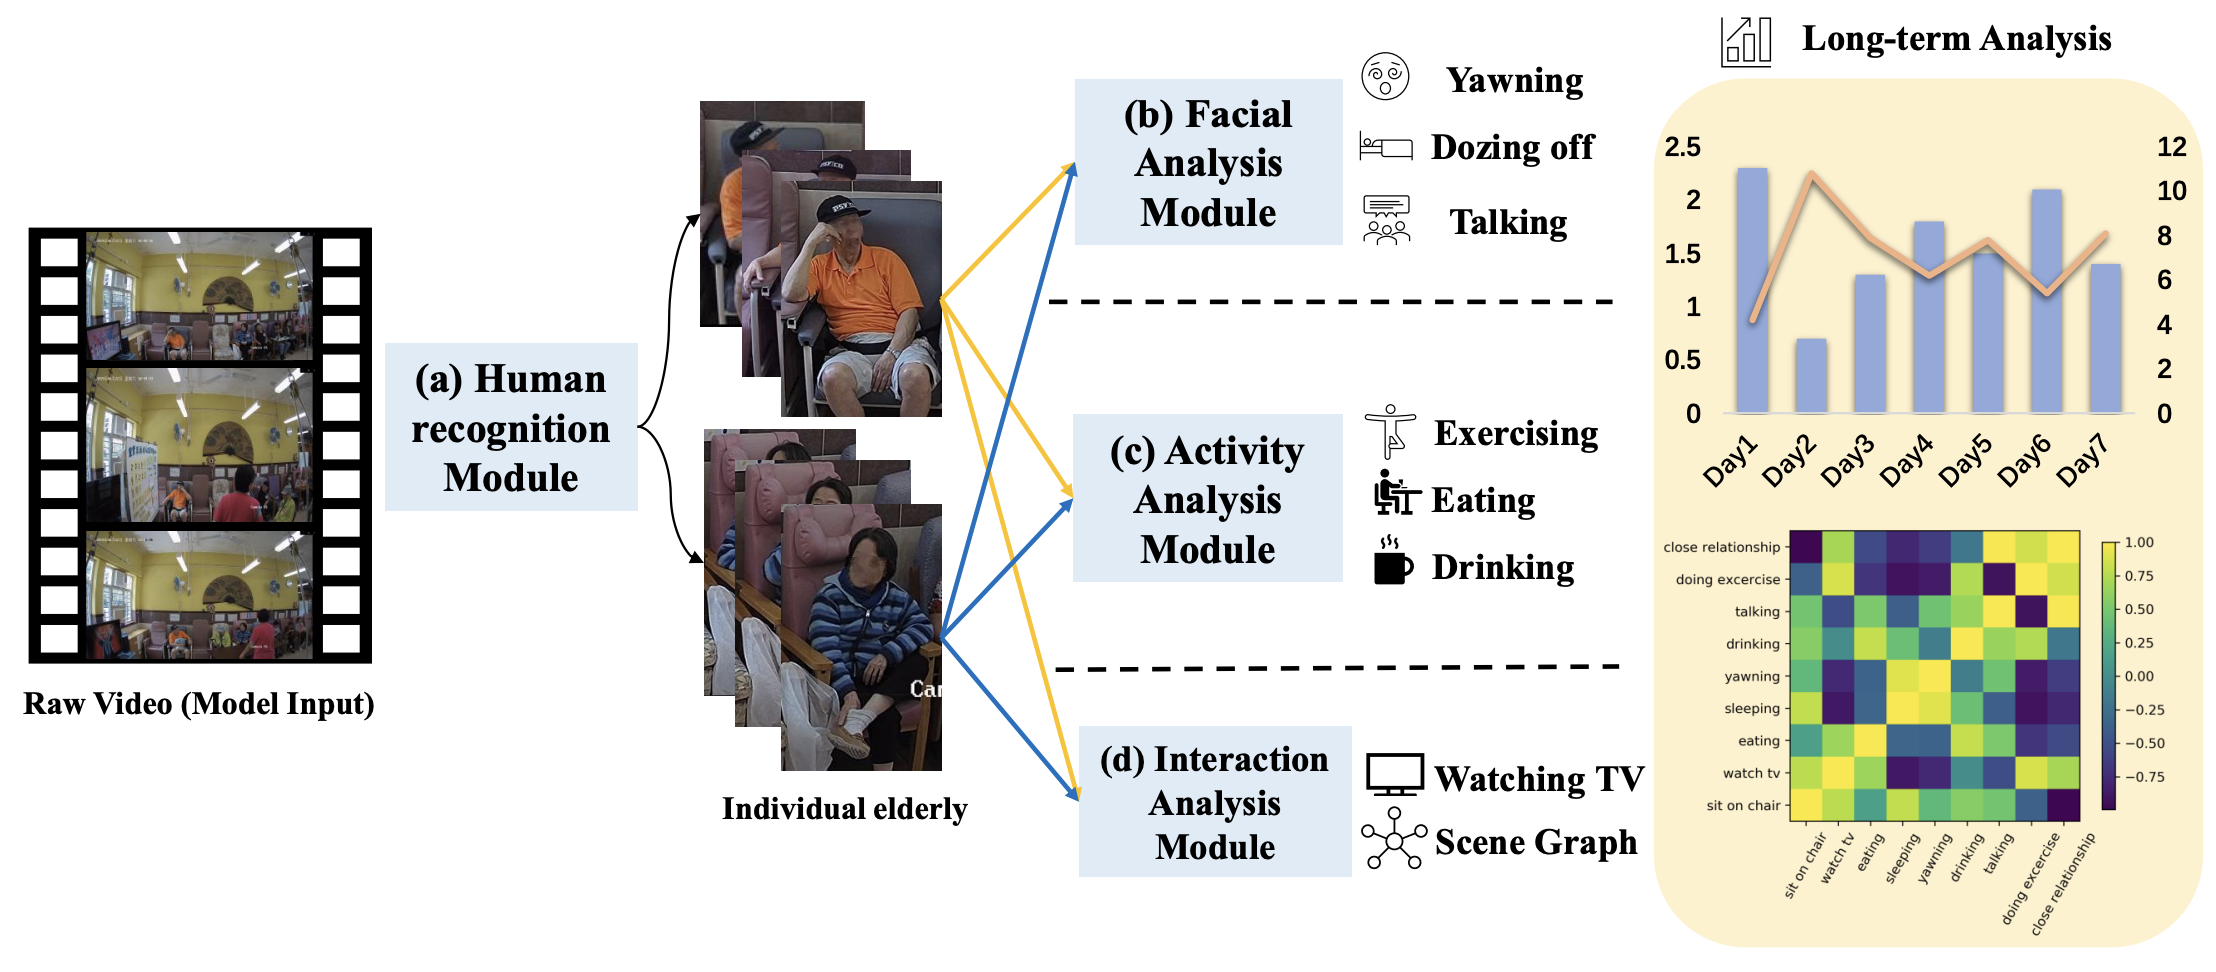 Raw Video (Model Input)
(a) Human
recognition
Module
PSY
Individual elderly
(b) Facial
Analysis
Module
Yawning
Dozing off
Talking
(c) Activity
Analysis
Module
Exercising
Eating
Drinking
(d) Interaction
Analysis
Module
Watching TV
Scene Graph
Long-term Analysis
2.5
2
1.5
1
0.5
0
12
10
8
6
4
2
0
Day1
Day2
Day3
Day4
Day5
Day6
Day7
close relationship
doing excercise
talking
drinking
yawning
sleeping
eating
watch tv
sit on chair
sit on chair
watch tv
eating
sleeping
yawning
drinking
talking
doing excercise
close relationship
1.00
0.75
0.50
0.25
0.00
−0.25
−0.50
−0.75